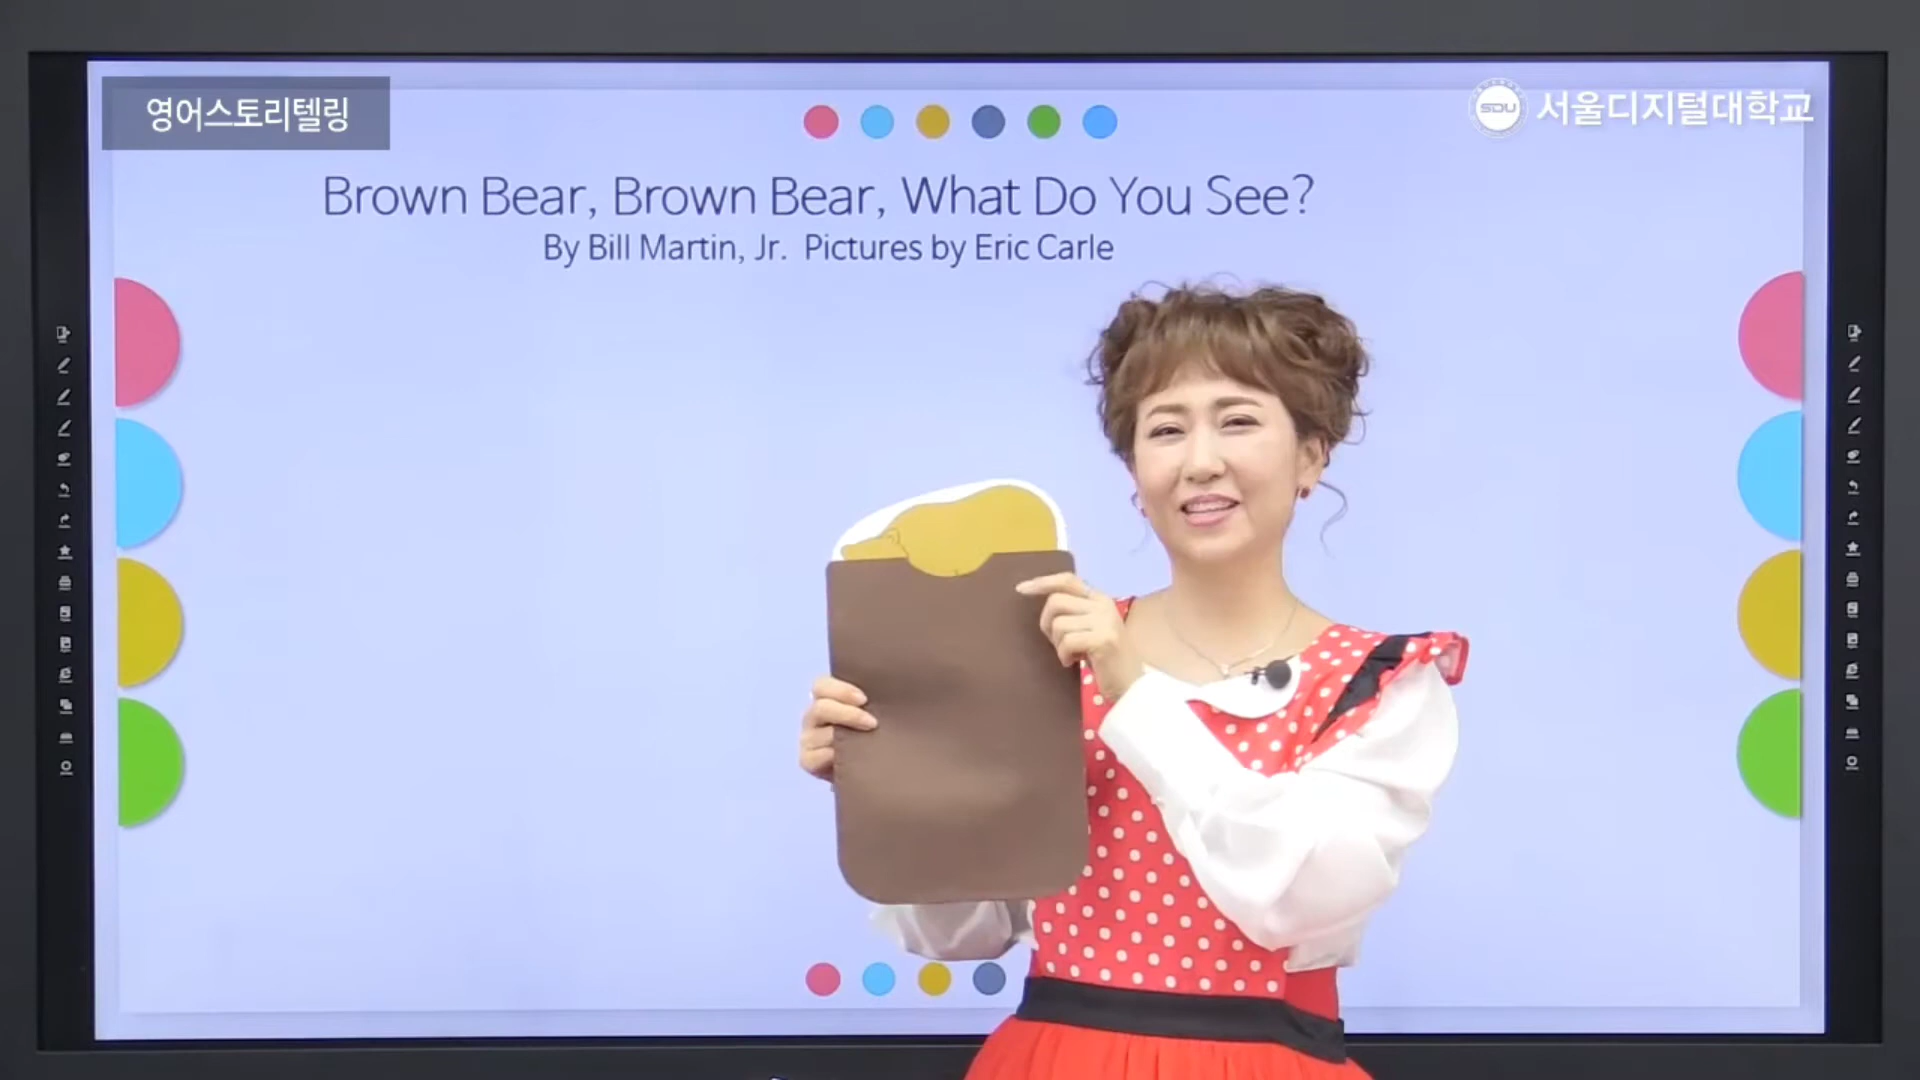 영어스토리텔링
SDU 서울디지털대학교
Brown Bear, Brown Bear, What Do You See?
By Bill Martin, Jr. Pictures by Eric Carle